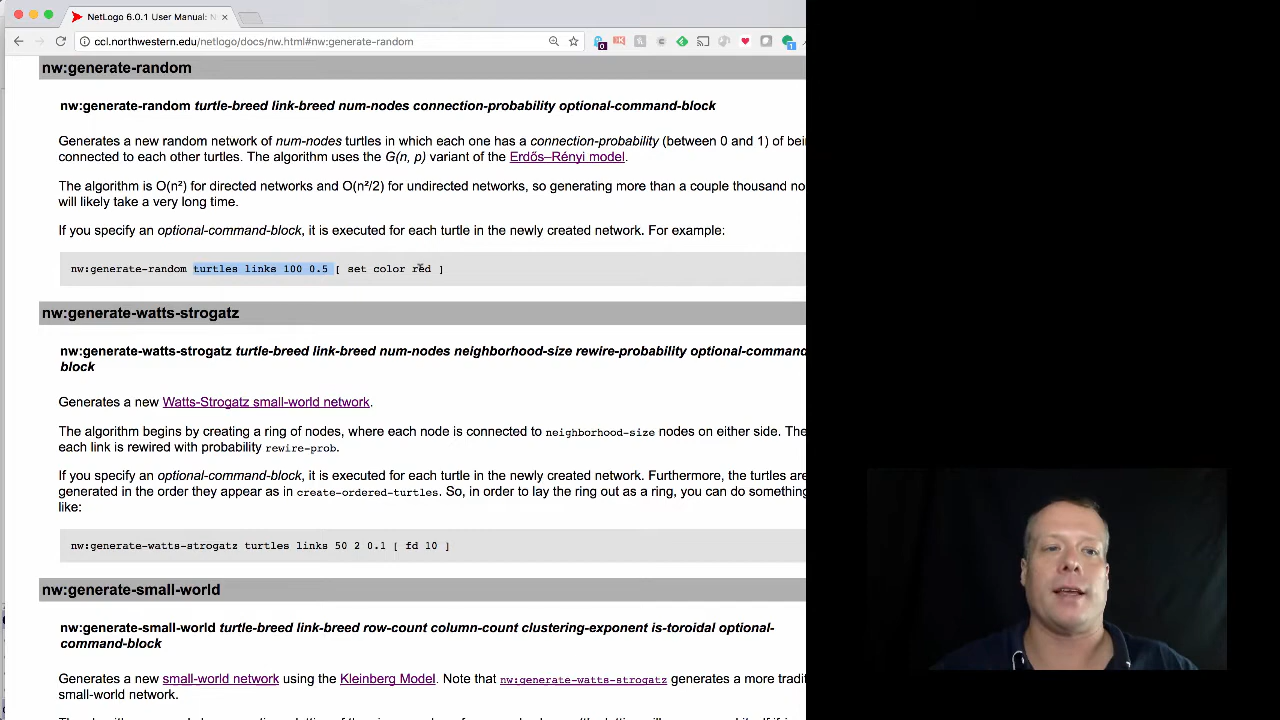 NetLogo 6.0.1 User Manual: N
cci.northwestern.edu/netlogo/docs/nw.html#nw:generate-random
nw:generate-random
nw:generate-random turtle-breed link-breed num-nodes connection-probability optional-command-block
Generates a new random network of num-nodes turtles in which each one has a connection-probability (between 0 and 1) of bei
connected to each other turtles. The algorithm uses the G(n, p) variant of the Erdős–Rényi model.
The algorithm is O(n²) for directed networks and O(n²/2) for undirected networks, so generating more than a couple thousand no
will likely take a very long time.
If you specify an optional-command-block, it is executed for each turtle in the newly created network. For example:
nw:generate-random turtles links 100 0.5 [ set color red ]
nw:generate-watts-strogatz
nw:generate-watts-strogatz turtle-breed link-breed num-nodes neighborhood-size rewire-probability optional-command
block
Generates a new Watts-Strogatz small-world network.
The algorithm begins by creating a ring of nodes, where each node is connected to neighborhood-size nodes on either side. The
each link is rewired with probability rewire-prob.
If you specify an optional-command-block, it is executed for each turtle in the newly created network. Furthermore, the turtles are
generated in the order they appear as in create-ordered-turtles. So, in order to lay the ring out as a ring, you can do something
like:
nw:generate-watts-strogatz turtles links 50 2 0.1 [ fd 10 ]
nw:generate-small-world
nw:generate-small-world turtle-breed link-breed row-count column-count clustering-exponent is-toroidal optional-
command-block
Generates a new small-world network using the Kleinberg Model. Note that nw:generate-watts-strogatz generates a more tradit
small-world network.